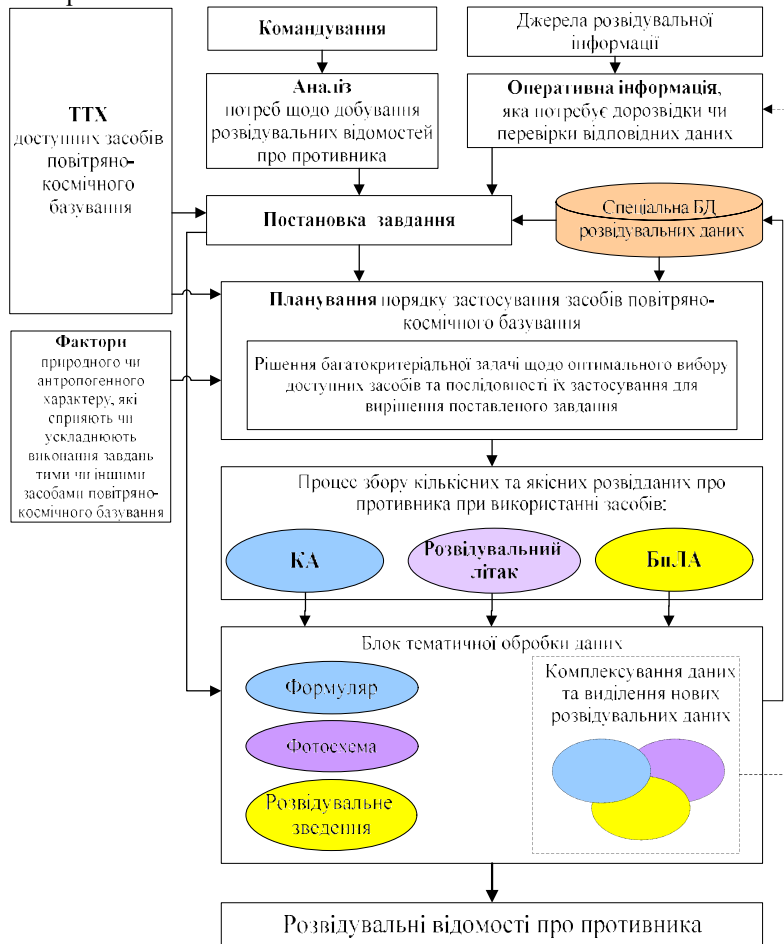 Командування
Джерела розвідувальної
інформації
ТТХ
доступних засобів
повітряно-
космічного
базування
Аналіз
потреб щодо добування
розвідувальних відомостей
про противника
Оперативна інформація,
яка потребує дорозвідки чи
перевірки відповідних даних
Постановка завдання
Спеціальна БД
розвідувальних даних
Планування порядку застосування засобів повітряно-
космічного базування
Рішення багатокритеріальної задачі щодо оптимального вибору
доступних засобів та послідовності їх застосування для
вирішення поставленого завдання
Фактори
природного чи
антропогенного
характеру, які
сприяють чи
ускладнюють
виконання завдань
тими чи іншими
засобами повітряно-
космічного базування
Процес збору кількісних та якісних розвідданих про
противника при використанні засобів:
КА
Розвідувальний
літак
БпЛА
Блок тематичної обробки даних
Формуляр
Фотосхема
Розвідувальне
зведення
Комплексування даних
та виділення нових
розвідувальних даних
Розвідувальні відомості про противника